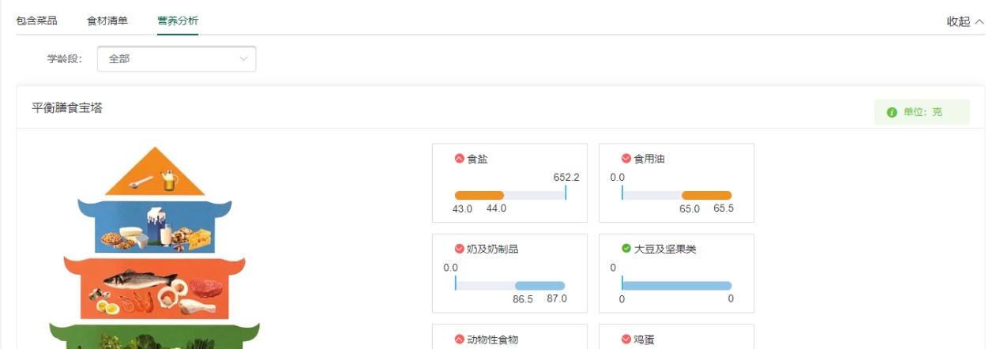 包含菜品 食材清单 营养分析 收起
学龄段： 全部
平衡膳食宝塔
单位：克
食盐
652.2
43.0 44.0
食用油
0.0
65.0 65.5
奶及奶制品
0.0
86.5 87.0
大豆及坚果类
0
0 0
动物性食物
鸡蛋